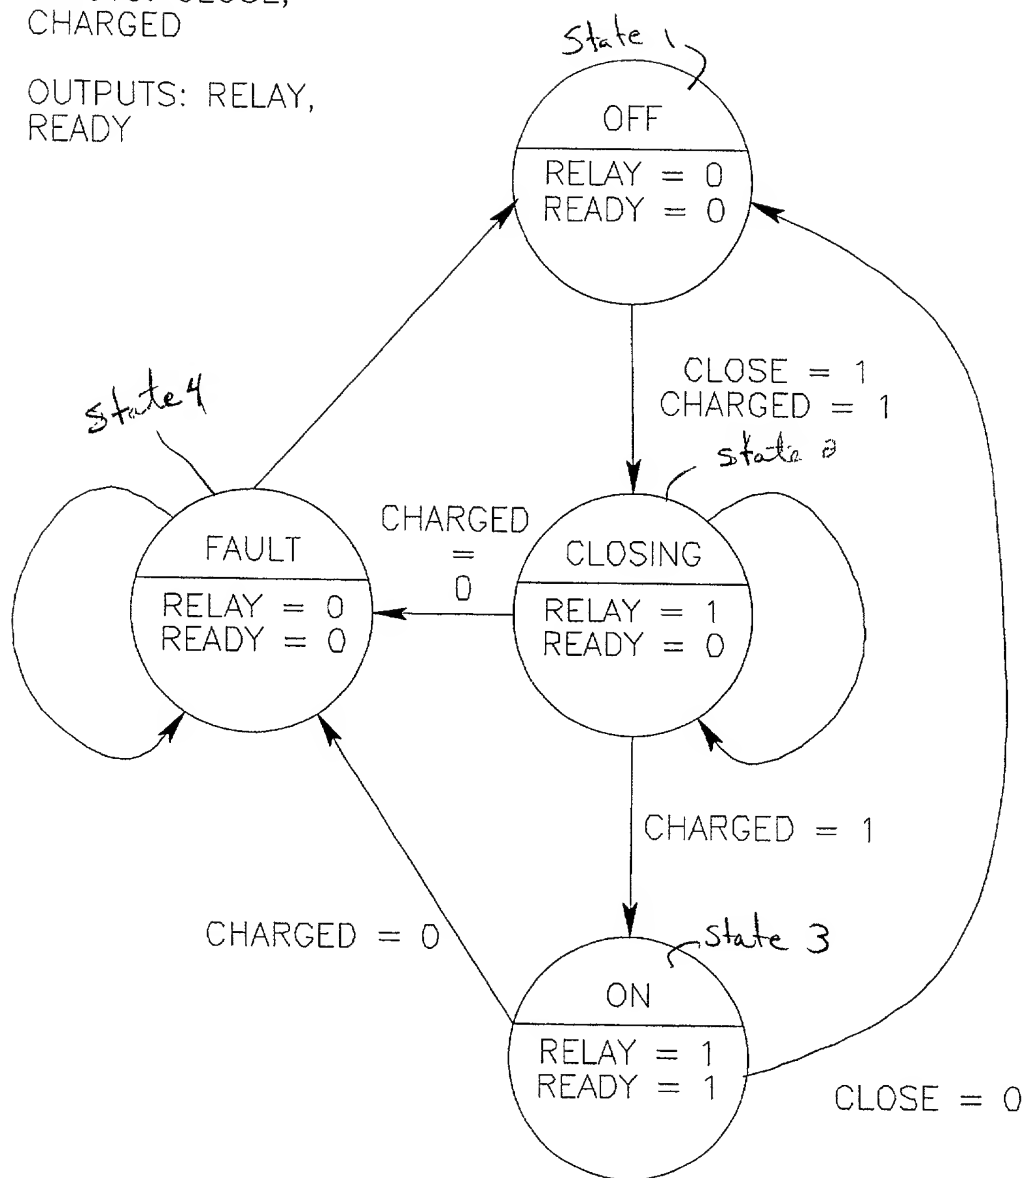 CLOSE,
CHARGED
OUTPUTS: RELAY,
READY
State 1
OFF
RELAY = 0
READY = 0
CLOSE = 1
CHARGED = 1
State 4
State 2
CHARGED
=
0
FAULT
RELAY = 0
READY = 0
CLOSING
RELAY = 1
READY = 0
CHARGED = 1
CHARGED = 0
State 3
ON
RELAY = 1
READY = 1
CLOSE = 0